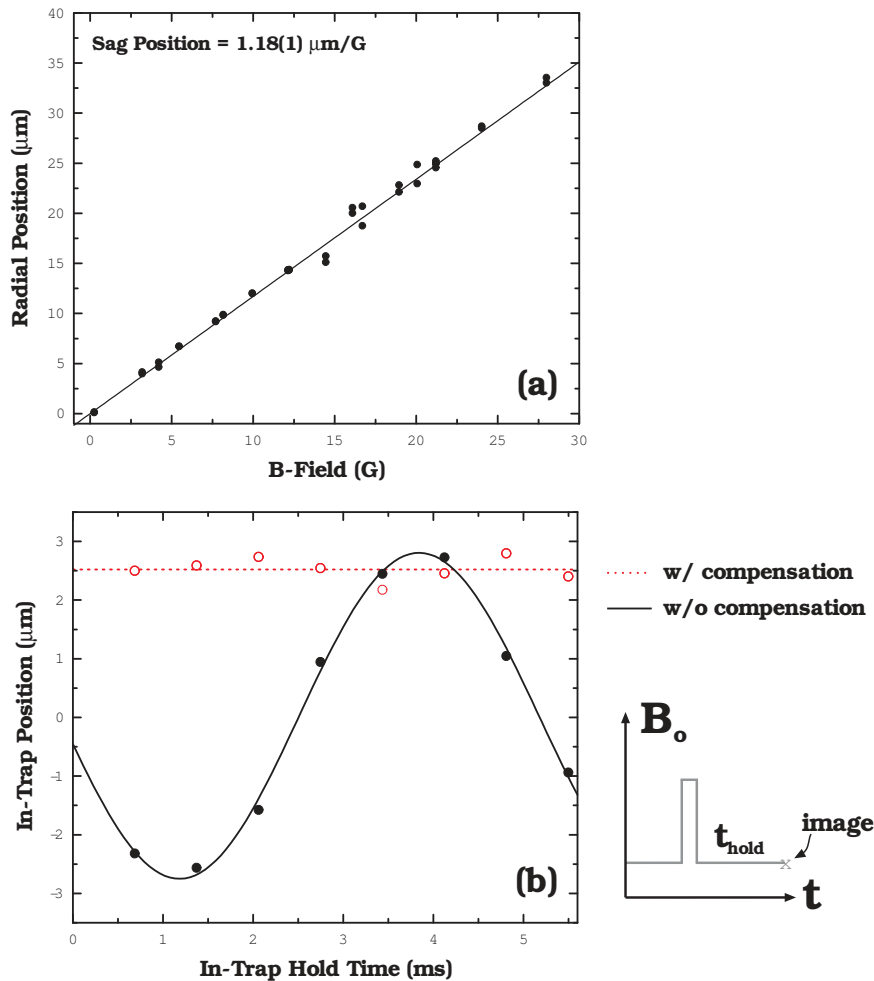 40
35
30
25
20
15
10
5
0
Radial Position (μm)
Sag Position = 1.18(1) μm/G
(a)
0 5 10 15 20 25 30
B-Field (G)
3
2
1
0
-1
-2
-3
In-Trap Position (μm)
(b)
0 1 2 3 4 5
In-Trap Hold Time (ms)
w/ compensation
w/o compensation
Bo
thold
image
x
t